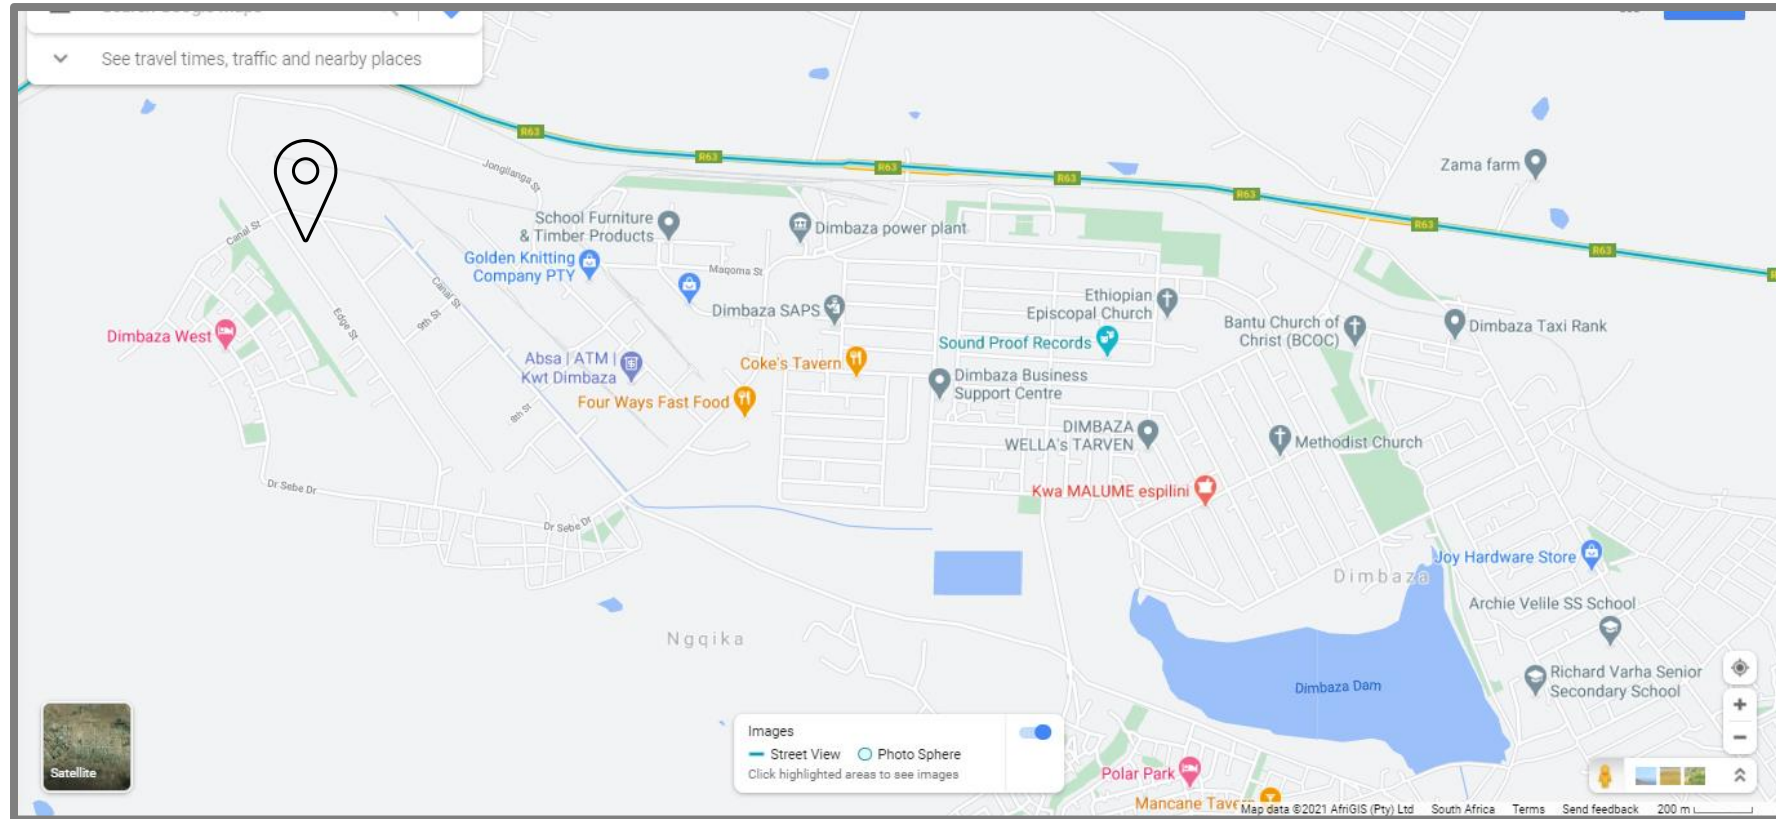 See travel times, traffic and nearby places
R63
R63
R63
R63
R63
R63
R63
Zama farm
Jongilanga St
School Furniture
& Timber Products
Dimbaza power plant
Canal St
Golden Knitting
Company PTY
Maqoma St
Dimbaza SAPS
Ethiopian
Episcopal Church
Canal St
9th St
Edge St
Dimbaza West
Bantu Church of
Christ (BCOC)
Dimbaza Taxi Rank
Sound Proof Records
Absa | ATM |
Kwt Dimbaza
Coke's Tavern
Dimbaza Business
Support Centre
Four Ways Fast Food
8th St
DIMBAZA
WELLA's TARVEN
Methodist Church
Kwa MALUME espilini
Dr Sebe Dr
Dr Sebe Dr
Joy Hardware Store
Dimbaza
Archie Velile SS School
Ngqika
Richard Varha Senior
Secondary School
Dimbaza Dam
Satellite
Images
Street View Photo Sphere
Click highlighted areas to see images
Polar Park
Mancane
Map data ©2021 AfriGIS (Pty) Ltd South Africa Terms Send feedback 200 m